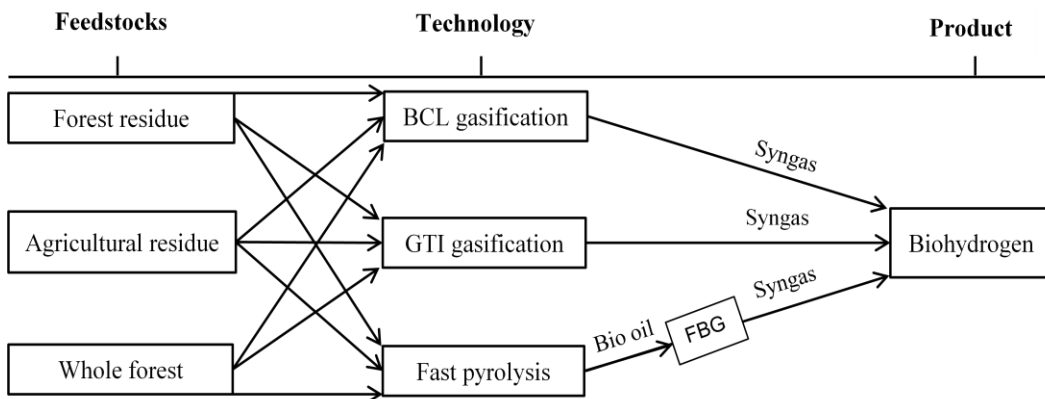 Feedstocks
Technology
Product
Forest residue
BCL gasification
Syngas
Agricultural residue
GTI gasification
Syngas
Biohydrogen
Whole forest
Fast pyrolysis
Bio oil
FBG
Syngas